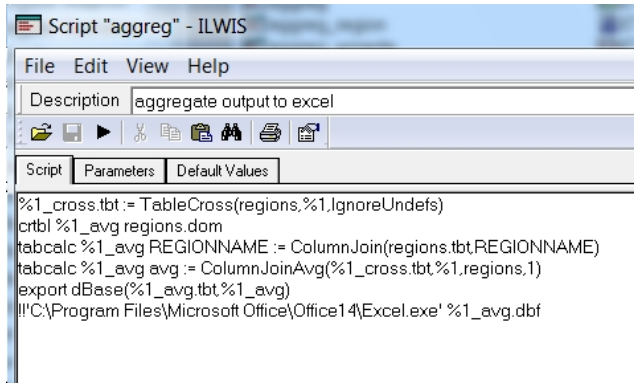 Script "aggreg" - ILWIS
File Edit View Help
Description aggregate output to excel
Script Parameters Default Values
%1_cross.tbt := TableCross(regions,%1,IgnoreUndefs)
crtbl %1_avg regions.dom
tabcalc %1_avg REGIONNAME := ColumnJoin(regions.tbt,REGIONNAME)
tabcalc %1_avg avg := ColumnJoinAvg(%1_cross.tbt,%1,regions,1)
export dBase(%1_avg.tbt,%1_avg)
!!'C:\Program Files\Microsoft Office\Office14\Excel.exe' %1_avg.dbf